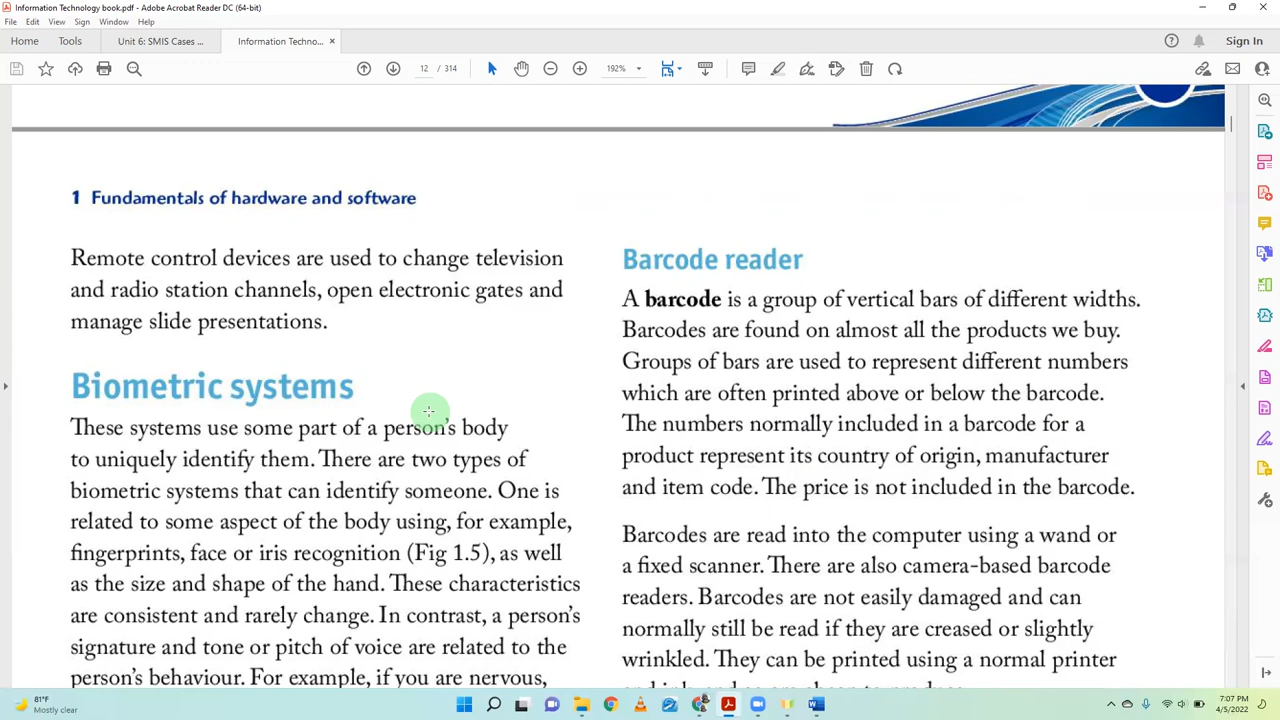 Information Technology book.pdf - Adobe Acrobat Reader DC (64-bit)
File Edit View Sign Window Help
Home Tools Unit 6: SMIS Cases ... Information Techno... × Sign In
12 / 314 192%
1 Fundamentals of hardware and software
Remote control devices are used to change television
and radio station channels, open electronic gates and
manage slide presentations.
Biometric systems
These systems use some part of a person's body
to uniquely identify them. There are two types of
biometric systems that can identify someone. One is
related to some aspect of the body using, for example,
fingerprints, face or iris recognition (Fig 1.5), as well
as the size and shape of the hand. These characteristics
are consistent and rarely change. In contrast, a person's
signature and tone or pitch of voice are related to the
person's behaviour. For example, if you are nervous,
Barcode reader
A barcode is a group of vertical bars of different widths.
Barcodes are found on almost all the products we buy.
Groups of bars are used to represent different numbers
which are often printed above or below the barcode.
The numbers normally included in a barcode for a
product represent its country of origin, manufacturer
and item code. The price is not included in the barcode.
Barcodes are read into the computer using a wand or
a fixed scanner. There are also camera-based barcode
readers. Barcodes are not easily damaged and can
normally still be read if they are creased or slightly
wrinkled. They can be printed using a normal printer
81°F
Mostly clear
7:07 PM
4/5/2022